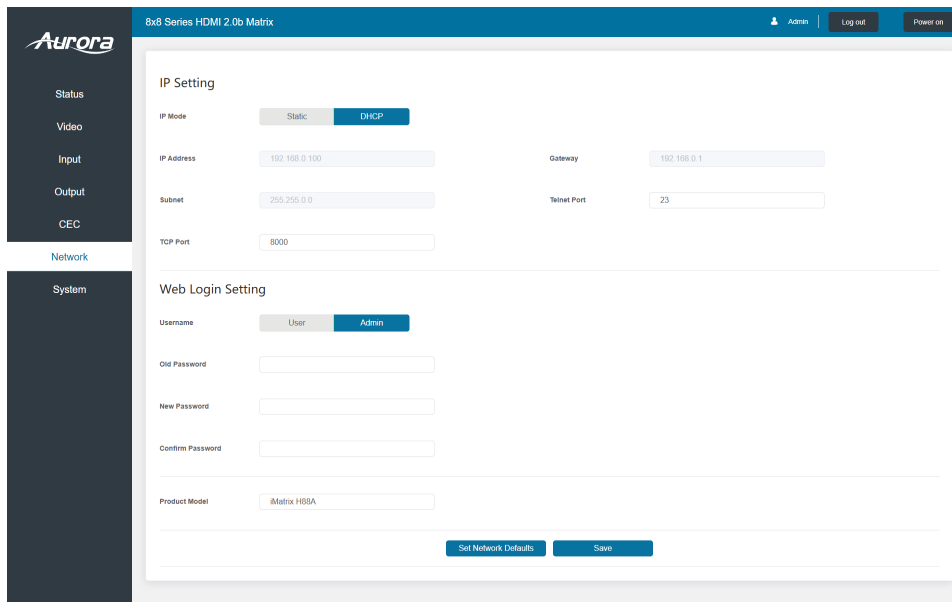 8x8 Series HDMI 2.0b Matrix
Admin
Log out
Power on
Aurora
Status
Video
Input
Output
CEC
Network
System
IP Setting
IP Mode
Static
DHCP
IP Address
192.168.0.100
Gateway
192.168.0.1
Subnet
255.255.0.0
Telnet Port
23
TCP Port
8000
Web Login Setting
Username
User
Admin
Old Password
New Password
Confirm Password
Product Model
iMatrix H88A
Set Network Defaults
Save